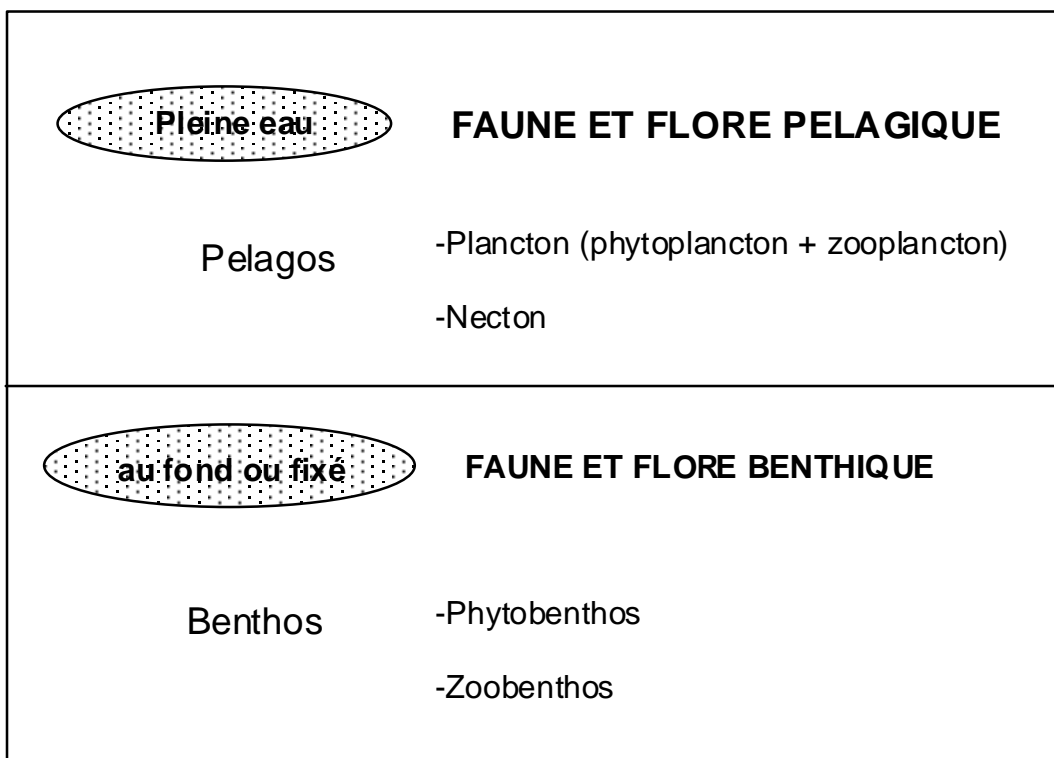 Pleine eau
FAUNE ET FLORE PELAGIQUE
Pelagos
-Plancton (phytoplancton + zooplancton)
-Necton
au fond ou fixé
FAUNE ET FLORE BENTHIQUE
Benthos
-Phytobenthos
-Zoobenthos